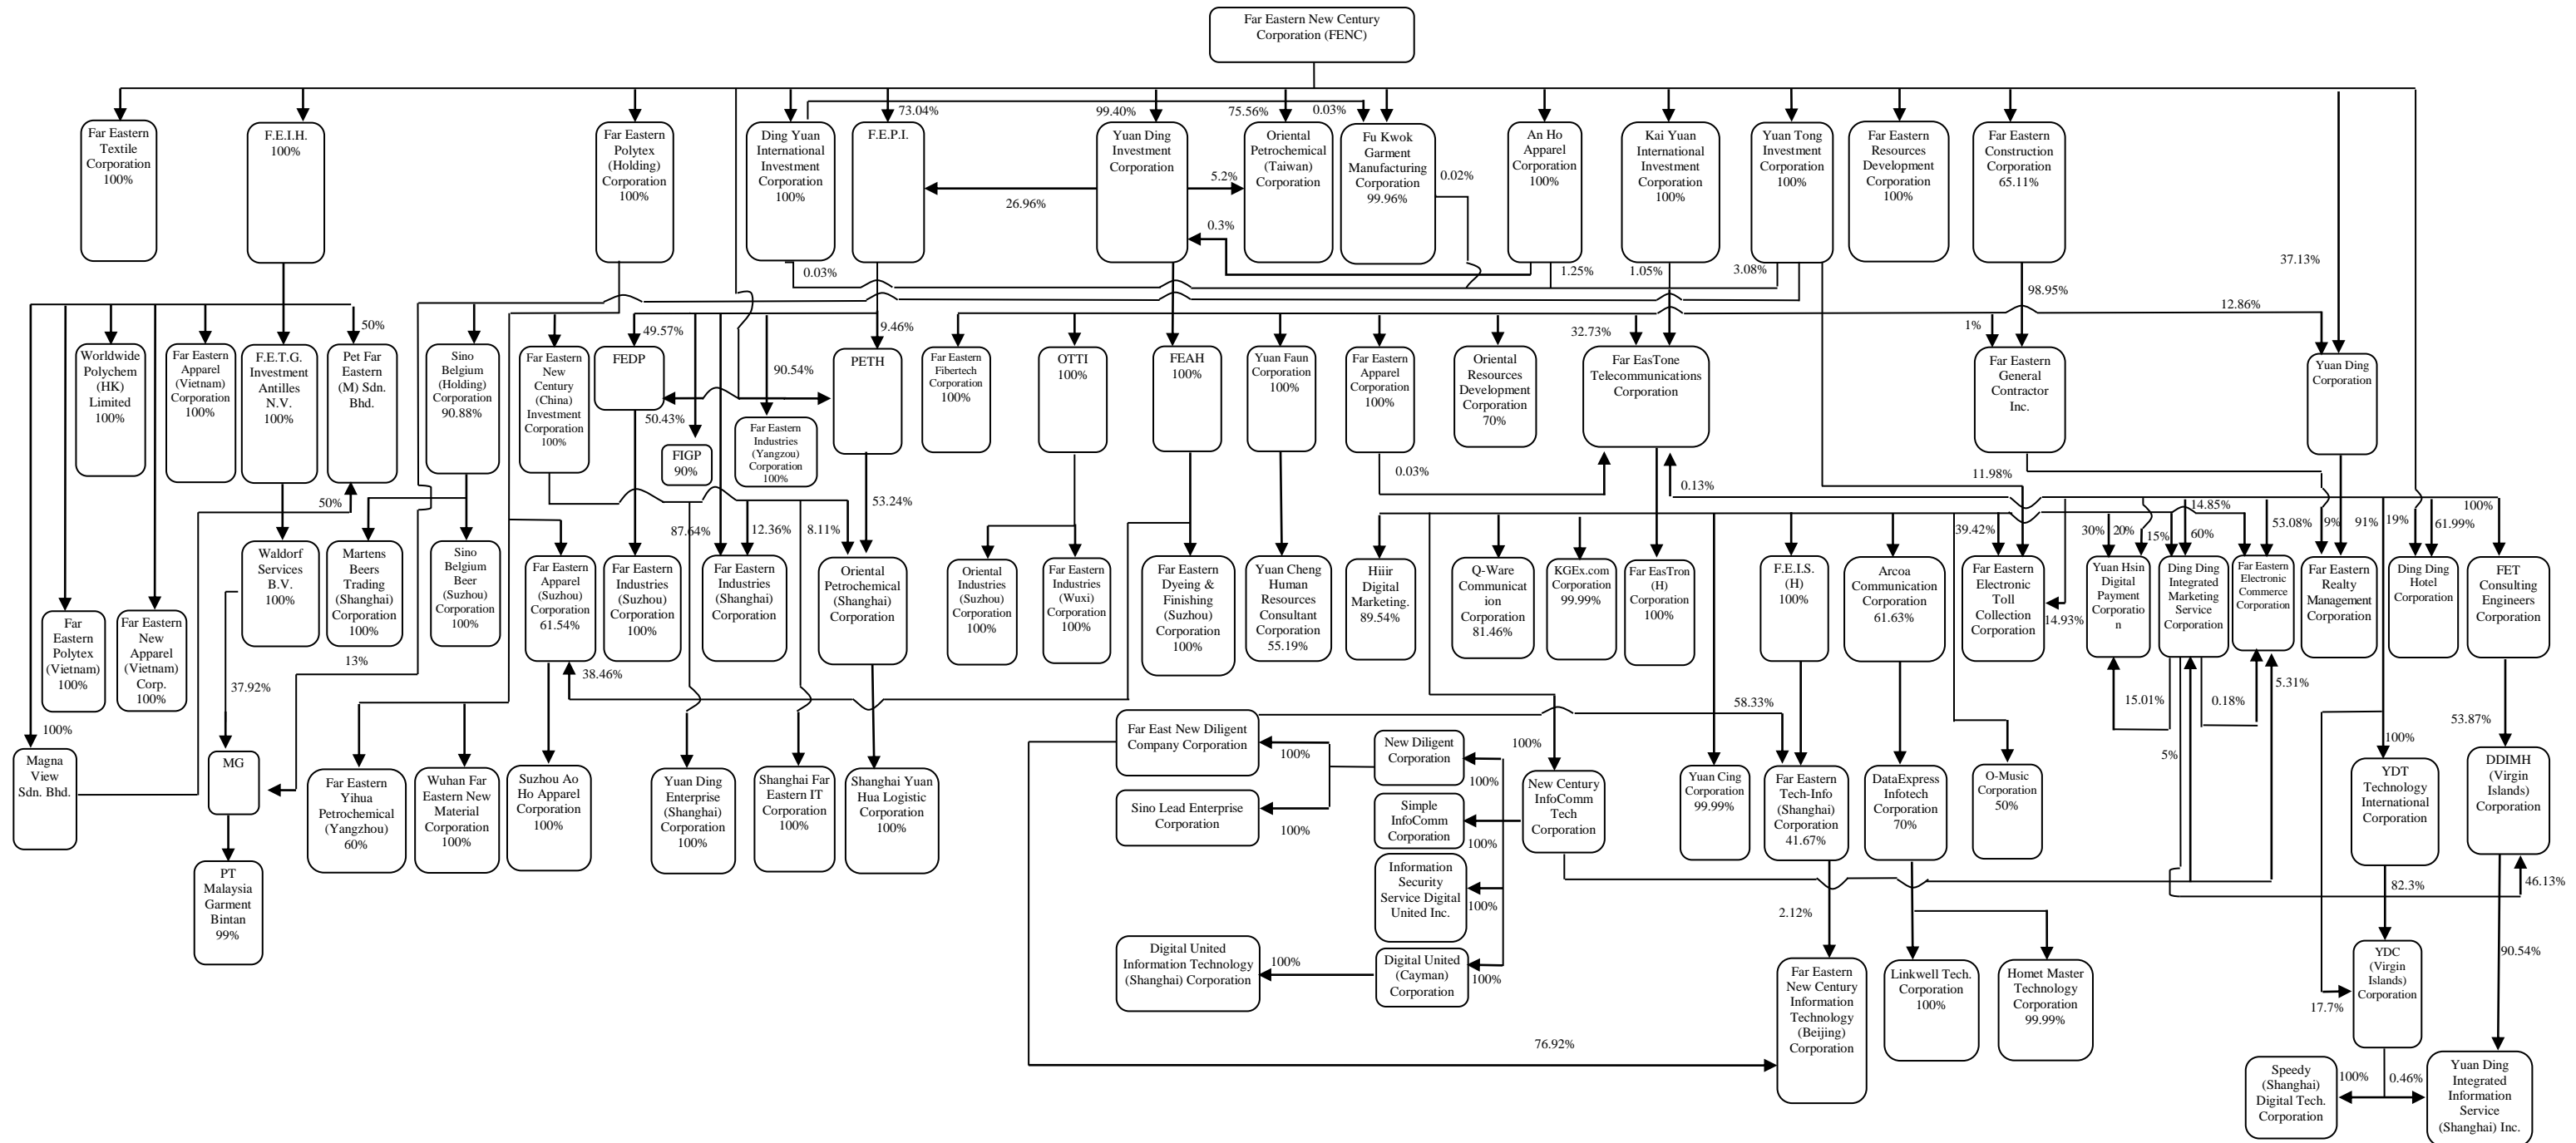 Far Eastern New Century
Corporation (FENC)
73.04%
99.40%
75.56%
0.03%
Far Eastern
Textile
Corporation
100%
F.E.I.H.
100%
Far Eastern
Polytex
(Holding)
Corporation
100%
Ding Yuan
International
Investment
Corporation
100%
F.E.P.I.
Yuan Ding
Investment
Corporation
Oriental
Petrochemical
(Taiwan)
Corporation
Fu Kwok
Garment
Manufacturing
Corporation
99.96%
An Ho
Apparel
Corporation
100%
Kai Yuan
International
Investment
Corporation
100%
Yuan Tong
Investment
Corporation
100%
Far Eastern
Resources
Development
Corporation
100%
Far Eastern
Construction
Corporation
65.11%
5.2%
0.02%
26.96%
0.3%
37.13%
0.03%
1.25%
1.05%
3.08%
98.95%
12.86%
50%
49.57%
9.46%
32.73%
1%
Worldwide
Polychem
(HK)
Limited
100%
Far Eastern
Apparel
(Vietnam)
Corporation
100%
F.E.T.G.
Investment
Antilles
N.V.
100%
Pet Far
Eastern
(M) Sdn.
Bhd.
Sino
Belgium
(Holding)
Corporation
90.88%
Far Eastern
New
Century
(China)
Investment
Corporation
100%
FEDP
90.54%
PETH
Far Eastern
Fibertech
Corporation
100%
OTTI
100%
FEAH
100%
Yuan Faun
Corporation
100%
Far Eastern
Apparel
Corporation
100%
Oriental
Resources
Development
Corporation
70%
Far EasTone
Telecommunications
Corporation
Far Eastern
General
Contractor
Inc.
Yuan Ding
Corporation
50.43%
FIGP
90%
Far Eastern
Industries
(Yangzou)
Corporation
100%
50%
53.24%
0.03%
0.13%
11.98%
87.64%
12.36%
8.11%
39.42%
30%
20%
15%
14.85%
60%
53.08%
9%
91%
19%
61.99%
100%
Waldorf
Services
B.V.
100%
Martens
Beers
Trading
(Shanghai)
Corporation
100%
Sino
Belgium
Beer
(Suzhou)
Corporation
100%
Far Eastern
Apparel
(Suzhou)
Corporation
61.54%
Far Eastern
Industries
(Suzhou)
Corporation
100%
Far Eastern
Industries
(Shanghai)
Corporation
Oriental
Petrochemical
(Shanghai)
Corporation
Oriental
Industries
(Suzhou)
Corporation
100%
Far Eastern
Industries
(Wuxi)
Corporation
100%
Far Eastern
Dyeing &
Finishing
(Suzhou)
Corporation
100%
Yuan Cheng
Human
Resources
Consultant
Corporation
55.19%
Hiiir
Digital
Marketing.
89.54%
Q-Ware
Communicat
ion
Corporation
81.46%
KGEx.com
Corporation
99.99%
Far EasTron
(H)
Corporation
100%
F.E.I.S.
(H)
100%
Arcoa
Communication
Corporation
61.63%
Far Eastern
Electronic
Toll
Collection
Corporation
14.93%
Yuan Hsin
Digital
Payment
Corporatio
n
Ding Ding
Integrated
Marketing
Service
Corporation
Far Eastern
Electronic
Commerce
Corporation
Far Eastern
Realty
Management
Corporation
Ding Ding
Hotel
Corporation
FET
Consulting
Engineers
Corporation
Far
Eastern
Polytex
(Vietnam)
100%
Far Eastern
New
Apparel
(Vietnam)
Corp.
100%
13%
37.92%
38.46%
58.33%
15.01%
0.18%
5.31%
53.87%
100%
Magna
View
Sdn. Bhd.
MG
Far Eastern
Yihua
Petrochemical
(Yangzhou)
60%
Wuhan Far
Eastern New
Material
Corporation
100%
Suzhou Ao
Ho Apparel
Corporation
100%
Yuan Ding
Enterprise
(Shanghai)
Corporation
100%
Shanghai Far
Eastern IT
Corporation
100%
Shanghai Yuan
Hua Logistic
Corporation
100%
Far East New Diligent
Company Corporation
100%
New Diligent
Corporation
100%
100%
Sino Lead Enterprise
Corporation
100%
Simple
InfoComm
Corporation
100%
New Century
InfoComm
Tech
Corporation
Yuan Cing
Corporation
99.99%
Far Eastern
Tech-Info
(Shanghai)
Corporation
41.67%
DataExpress
Infotech
Corporation
70%
O-Music
Corporation
50%
5%
100%
YDT
Technology
International
Corporation
DDIMH
(Virgin
Islands)
Corporation
PT
Malaysia
Garment
Bintan
99%
Information
Security
Service Digital
United Inc.
100%
2.12%
82.3%
46.13%
Digital United
Information Technology
(Shanghai) Corporation
100%
Digital United
(Cayman)
Corporation
100%
Far Eastern
New Century
Information
Technology
(Beijing)
Corporation
Linkwell Tech.
Corporation
100%
Homet Master
Technology
Corporation
99.99%
YDC
(Virgin
Islands)
Corporation
17.7%
90.54%
76.92%
Speedy
(Shanghai)
Digital Tech.
Corporation
100%
0.46%
Yuan Ding
Integrated
Information
Service
(Shanghai) Inc.